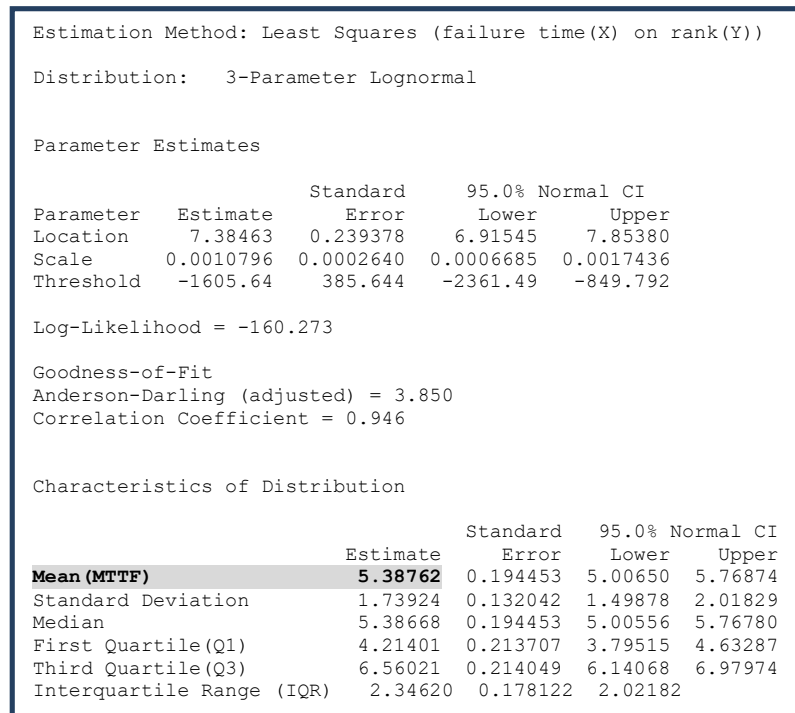 Estimation Method: Least Squares (failure time(X) on rank(Y))
Distribution: 3-Parameter Lognormal
Parameter Estimates
Standard 95.0% Normal CI
Parameter Estimate Error Lower Upper
Location 7.38463 0.239378 6.91545 7.85380
Scale 0.0010796 0.0002640 0.0006685 0.0017436
Threshold -1605.64 385.644 -2361.49 -849.792
Log-Likelihood = -160.273
Goodness-of-Fit
Anderson-Darling (adjusted) = 3.850
Correlation Coefficient = 0.946
Characteristics of Distribution
Standard 95.0% Normal CI
Estimate Error Lower Upper
Mean(MTTF) 5.38762 0.194453 5.00650 5.76874
Standard Deviation 1.73924 0.132042 1.49878 2.01829
Median 5.38668 0.194453 5.00556 5.76780
First Quartile(Q1) 4.21401 0.213707 3.79515 4.63287
Third Quartile(Q3) 6.56021 0.214049 6.14068 6.97974
Interquartile Range (IQR) 2.34620 0.178122 2.02182